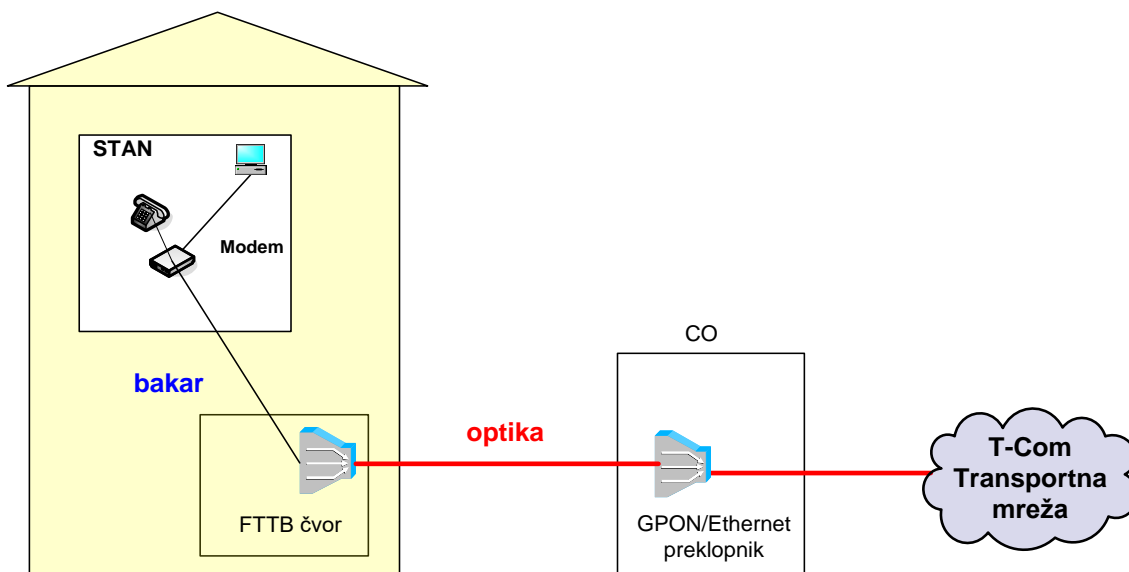 STAN
Modem
bakar
FTTB čvor
optika
CO
GPON/Ethernet
preklopnik
T-Com
Transportna
mreža